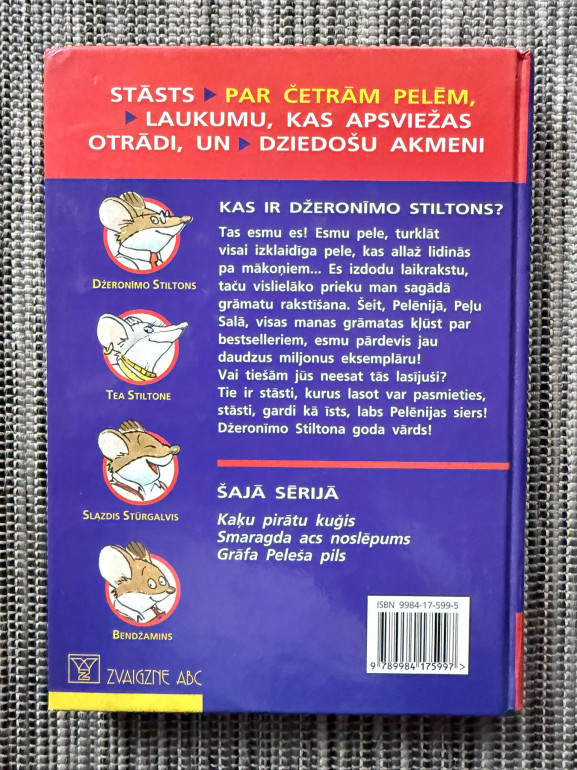 STĀSTS ▶ PAR ČETRĀM PELĒM,
▶ LAUKUMU, KAS APSVIEŽAS
OTRĀDI, UN ▶ DZIEDOŠU AKMENI
DŽERONĪMO STILTONS
TEA STILTONE
SLAZDIS STŪRGALVIS
BENDŽAMINS
KAS IR DŽERONĪMO STILTONS?
Tas esmu es! Esmu pele, turklāt
visai izklaidīga pele, kas allaž lidinās
pa mākoņiem... Es izdodu laikrakstu,
taču vislielāko prieku man sagādā
grāmatu rakstīšana. Šeit, Pelēnijā, Peļu
Salā, visas manas grāmatas kļūst par
bestselleriem, esmu pārdevis jau
daudzus miljonus eksemplāru!
Vai tiešām jūs neesat tās lasījuši?
Tie ir stāsti, kurus lasot var pasmieties,
stāsti, gardi kā īsts, labs Pelēnijas siers!
Džeronīmo Stiltona goda vārds!
ŠAJĀ SĒRIJĀ
Kaķu pirātu kuģis
Smaragda acs noslēpums
Grāfa Peleša pils
ISBN 9984-17-599-5
9 789984 175997 >
ZVAIGZNE ABC